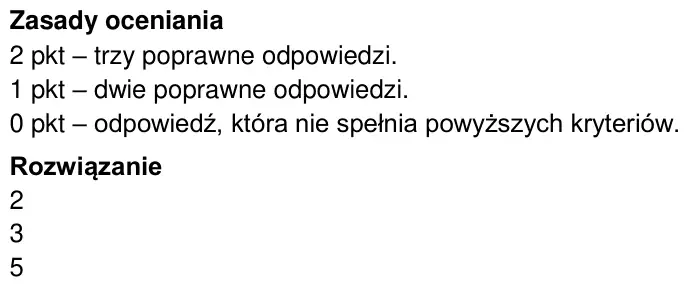 Zasady oceniania
2 pkt – trzy poprawne odpowiedzi.
1 pkt – dwie poprawne odpowiedzi.
0 pkt – odpowiedź, która nie spełnia powyższych kryteriów.
Rozwiązanie
2
3
5